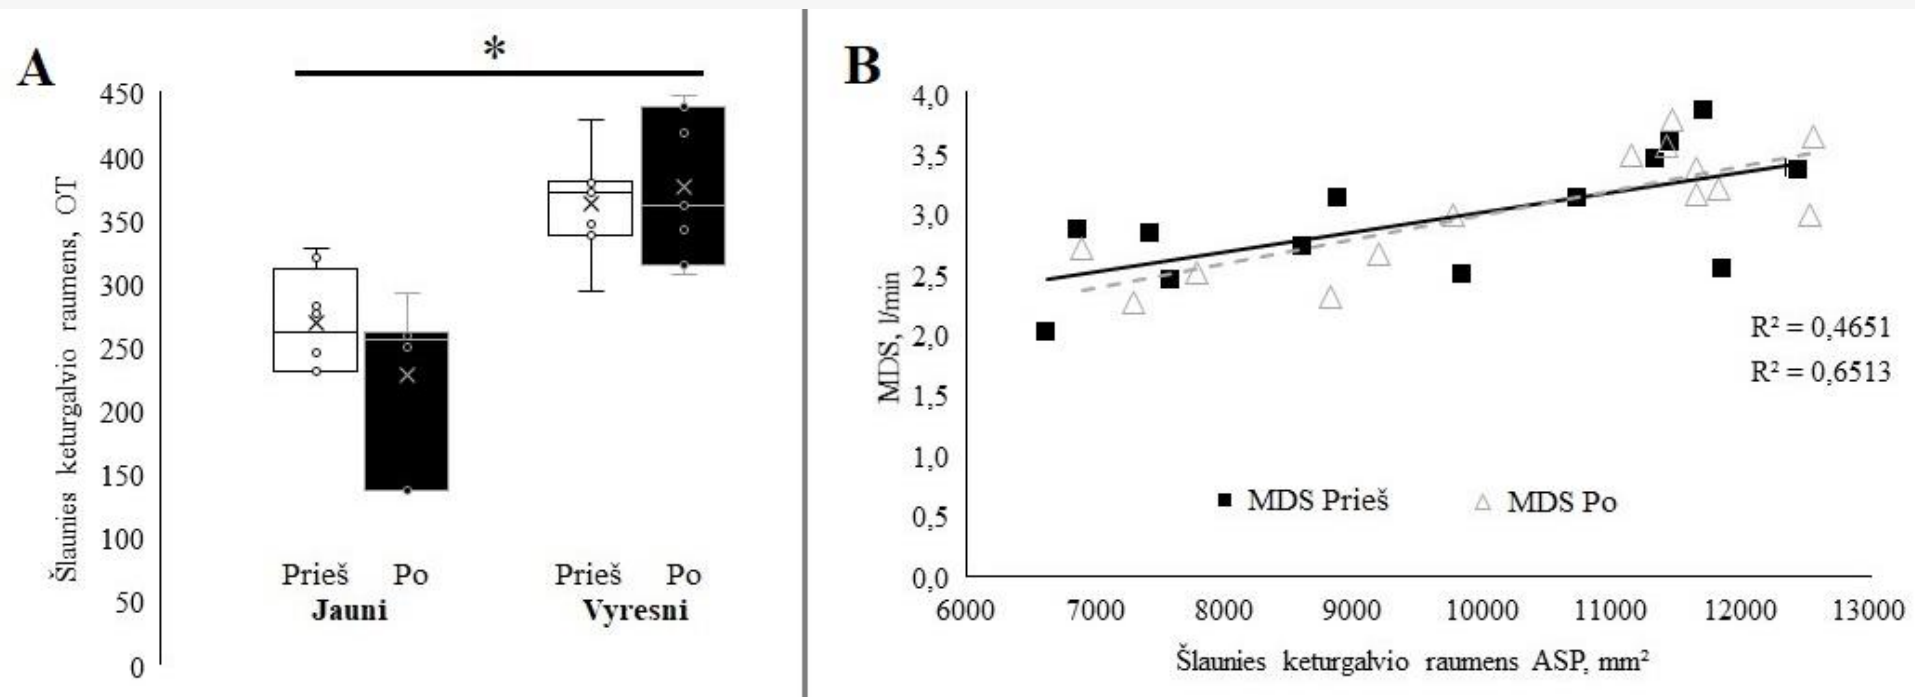 A
*
Šlaunies keturgalvio raumens, OT
450
400
350
300
250
200
150
100
50
0
Prieš Po Prieš Po
Jauni Vyresni
B
MDS, l/min
4,0
3,5
3,0
2,5
2,0
1,5
1,0
0,5
0,0
R² = 0,4651
R² = 0,6513
MDS Prieš MDS Po
6000 7000 8000 9000 10000 11000 12000 13000
Šlaunies keturgalvio raumens ASP, mm²